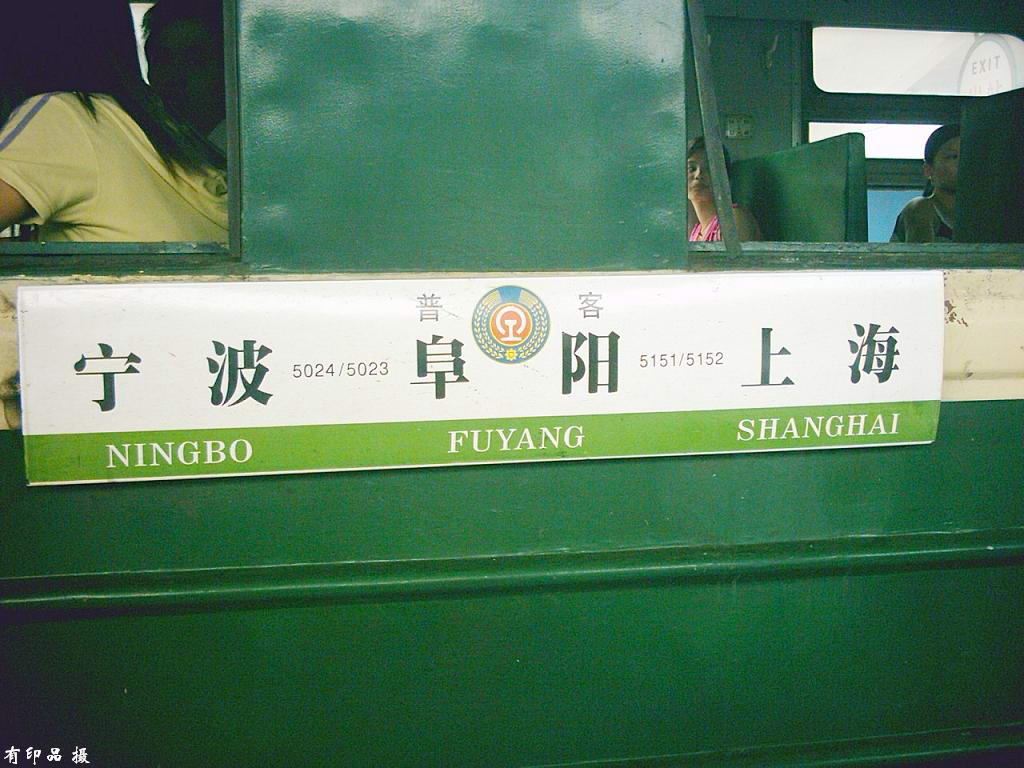 EXIT
普 客
宁波 5024/5023 阜阳 5151/5152 上海
NINGBO FUYANG SHANGHAI
有印品 摄